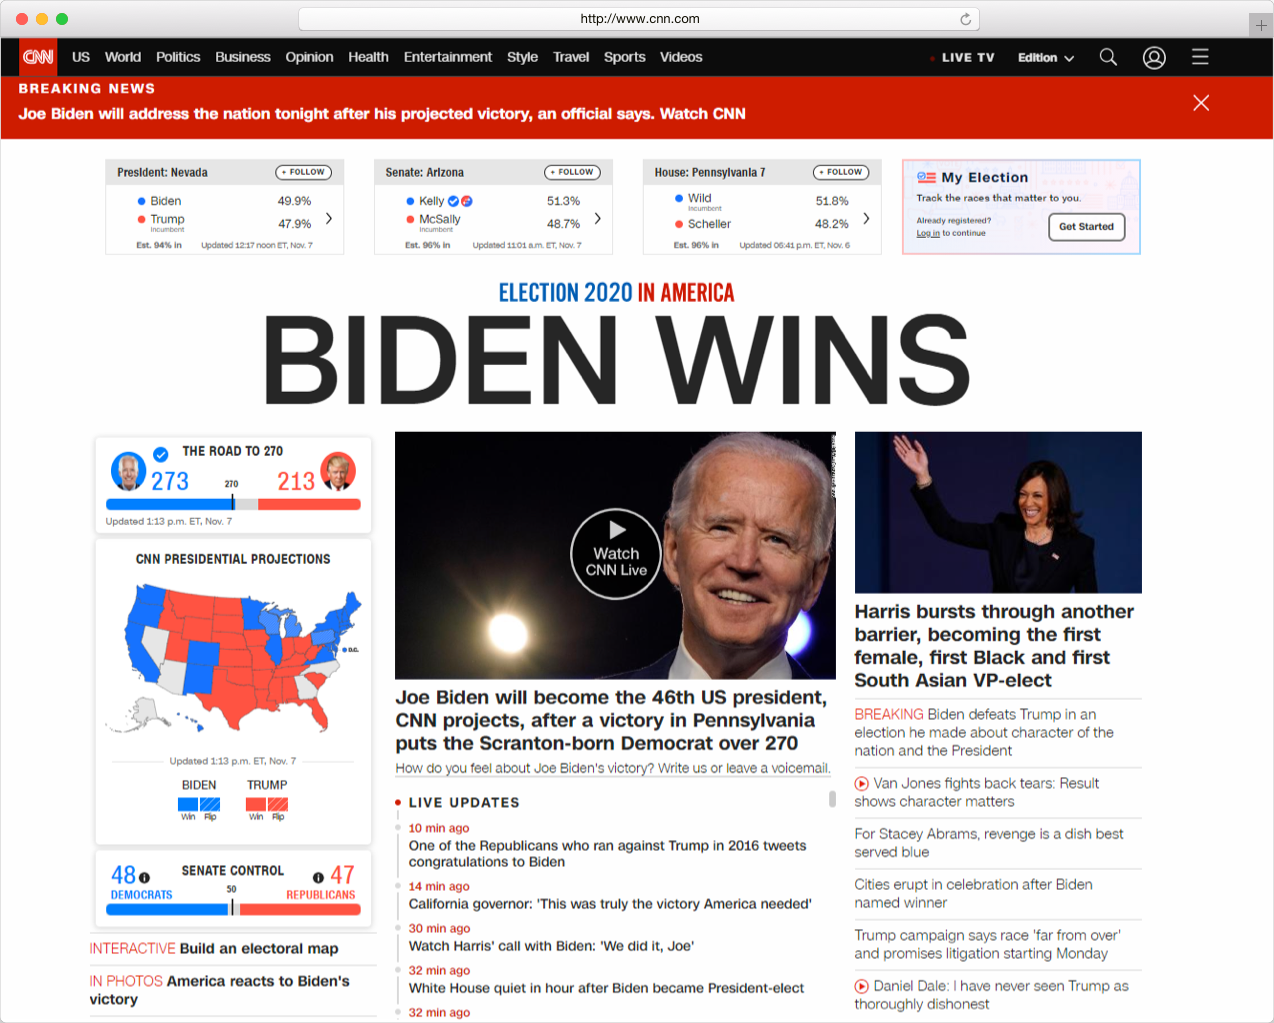 http://www.cnn.com
CNN US World Politics Business Opinion Health Entertainment Style Travel Sports Videos LIVE TV Edition
BREAKING NEWS
Joe Biden will address the nation tonight after his projected victory, an official says. Watch CNN
President: Nevada + FOLLOW
Biden 49.9%
Trump 47.9%
Incumbent
Est. 94% in Updated 12:17 noon ET, Nov. 7
Senate: Arizona + FOLLOW
Kelly 51.3%
McSally 48.7%
Incumbent
Est. 96% in Updated 11:01 a.m. ET, Nov. 7
House: Pennsylvania 7 + FOLLOW
Wild 51.8%
Incumbent
Scheller 48.2%
Est. 96% in Updated 06:41 p.m. ET, Nov. 6
My Election
Track the races that matter to you.
Already registered?
Log in to continue
Get Started
ELECTION 2020 IN AMERICA
BIDEN WINS
THE ROAD TO 270
273 270 213
Updated 1:13 p.m. ET, Nov. 7
CNN PRESIDENTIAL PROJECTIONS
D.C.
Updated 1:13 p.m. ET, Nov. 7
BIDEN TRUMP
Win Flip Win Flip
SENATE CONTROL
48 50 47
DEMOCRATS REPUBLICANS
INTERACTIVE Build an electoral map
IN PHOTOS America reacts to Biden's
victory
Watch
CNN Live
Joe Biden will become the 46th US president,
CNN projects, after a victory in Pennsylvania
puts the Scranton-born Democrat over 270
How do you feel about Joe Biden's victory? Write us or leave a voicemail.
LIVE UPDATES
10 min ago
One of the Republicans who ran against Trump in 2016 tweets
congratulations to Biden
14 min ago
California governor: 'This was truly the victory America needed'
30 min ago
Watch Harris' call with Biden: 'We did it, Joe'
32 min ago
White House quiet in hour after Biden became President-elect
32 min ago
Harris bursts through another
barrier, becoming the first
female, first Black and first
South Asian VP-elect
BREAKING Biden defeats Trump in an
election he made about character of the
nation and the President
Van Jones fights back tears: Result
shows character matters
For Stacey Abrams, revenge is a dish best
served blue
Cities erupt in celebration after Biden
named winner
Trump campaign says race 'far from over'
and promises litigation starting Monday
Daniel Dale: I have never seen Trump as
thoroughly dishonest